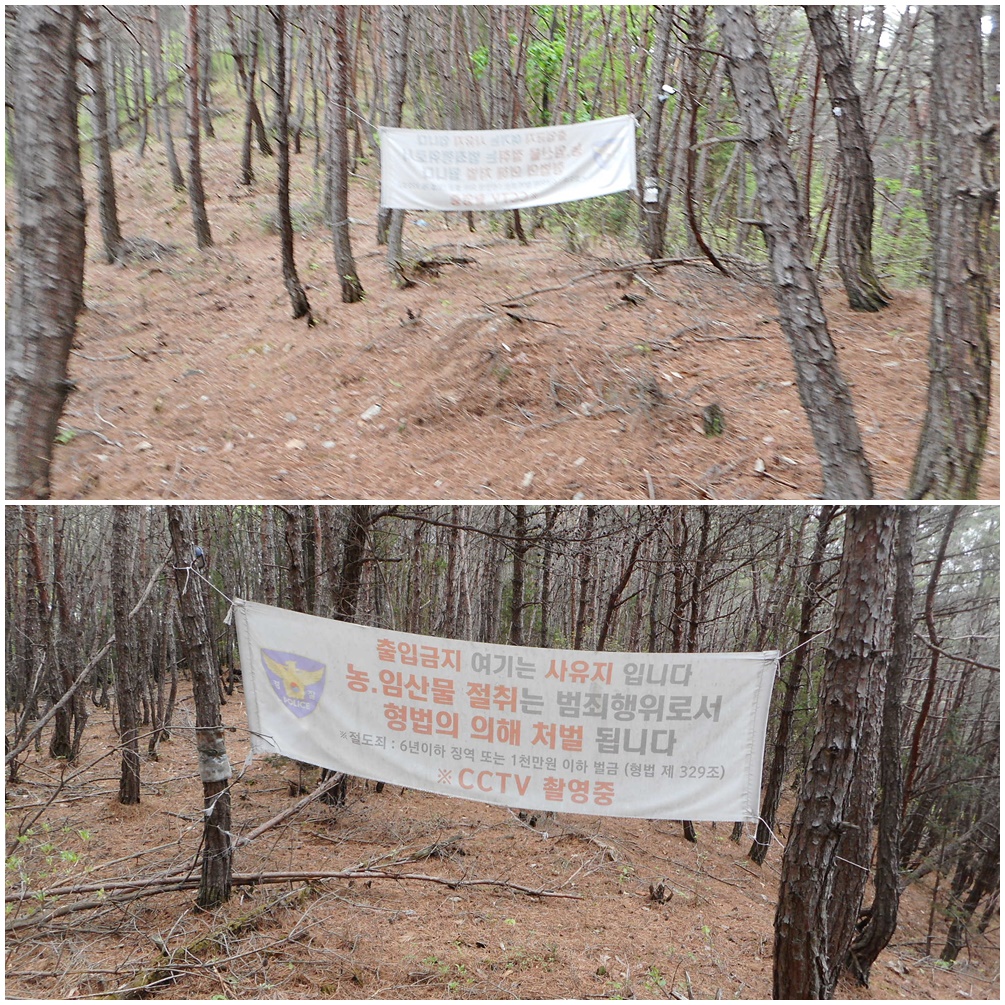 출입금지 여기는 사유지 입니다
농.임산물 절취는 범죄행위로서
형법의 의해 처벌 됩니다
※절도죄 : 6년이하 징역 또는 1천만원 이하 벌금 (형법 제 329조)
※CCTV 촬영중
경찰
POLICE